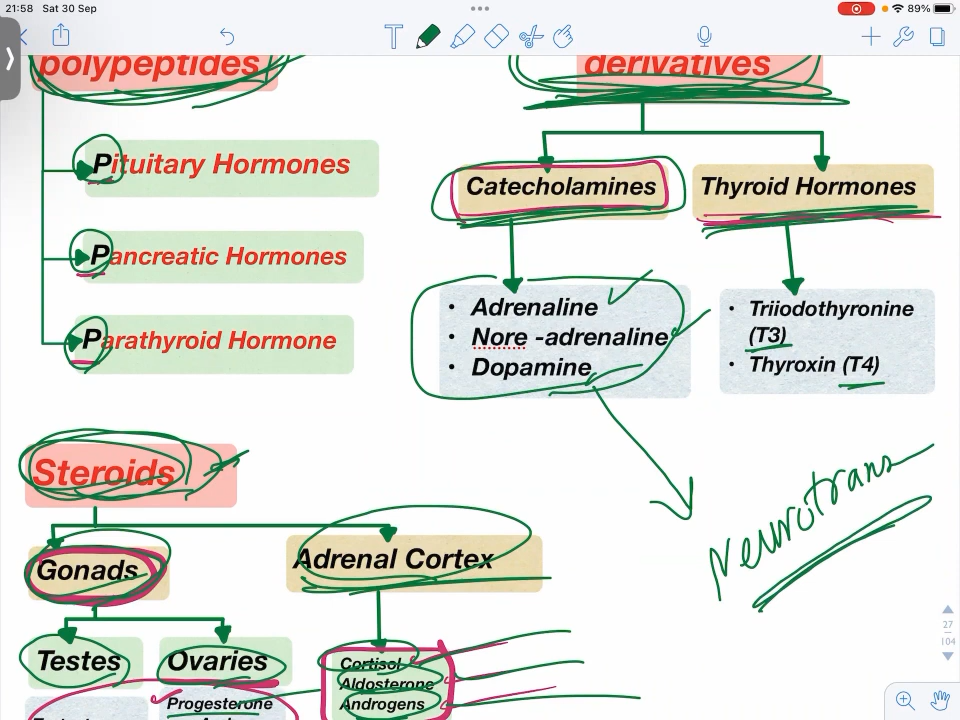 21:58 Sat 30 Sep
89%
polypeptides
derivatives
Pituitary Hormones
Pancreatic Hormones
Parathyroid Hormone
Catecholamines
Thyroid Hormones
• Adrenaline
• Nore -adrenaline
• Dopamine
• Triiodothyronine
(T3)
• Thyroxin (T4)
Neurotrans
Steroids
Gonads
Adrenal Cortex
Testes
Ovaries
Cortisol
Aldosterone
Androgens
Progesterone
27
104